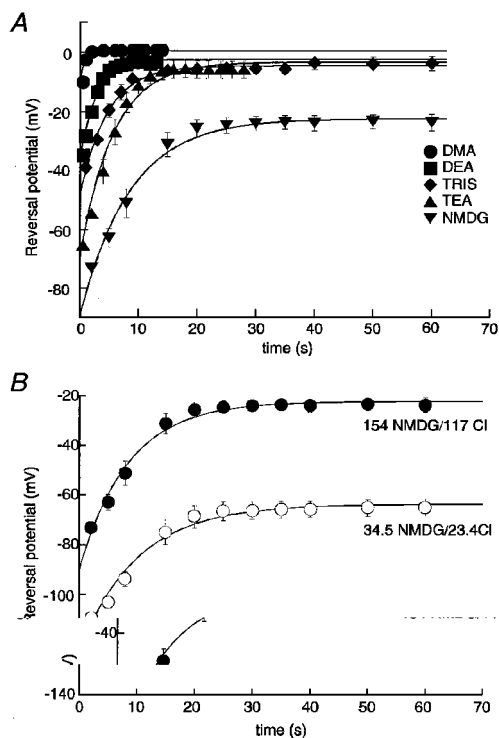 A
0
-20
-40
-60
-80
Reversal potential (mV)
DMA
DEA
TRIS
TEA
NMDG
0 10 20 30 40 50 60 70
time (s)
B
-20
-40
-60
-80
-100
Reversal potential (mV)
154 NMDG/117 Cl
34.5 NMDG/23.4Cl
-40
-140
0 10 20 30 40 50 60 70
time (s)